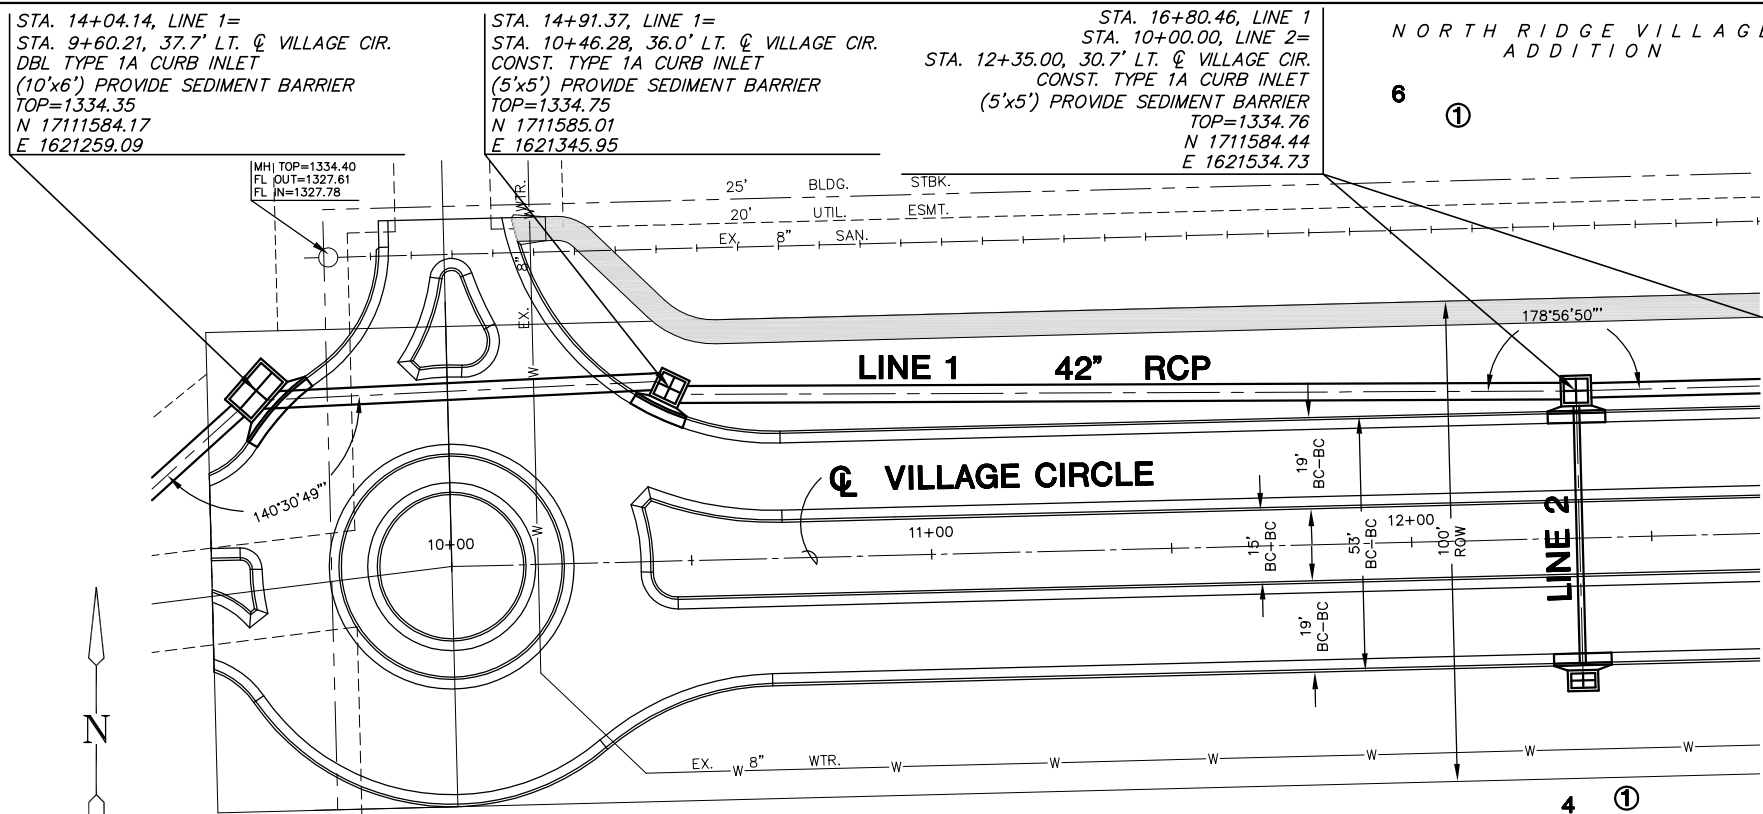 STA. 14+04.14, LINE 1=
STA. 9+60.21, 37.7' LT. ℄ VILLAGE CIR.
DBL TYPE 1A CURB INLET
(10'x6') PROVIDE SEDIMENT BARRIER
TOP=1334.35
N 17111584.17
E 1621259.09
STA. 14+91.37, LINE 1=
STA. 10+46.28, 36.0' LT. ℄ VILLAGE CIR.
CONST. TYPE 1A CURB INLET
(5'x5') PROVIDE SEDIMENT BARRIER
TOP=1334.75
N 1711585.01
E 1621345.95
STA. 16+80.46, LINE 1
STA. 10+00.00, LINE 2=
STA. 12+35.00, 30.7' LT. ℄ VILLAGE CIR.
CONST. TYPE 1A CURB INLET
(5'x5') PROVIDE SEDIMENT BARRIER
TOP=1334.76
N 1711584.44
E 1621534.73
NORTH RIDGE VILLAGE
ADDITION
6
①
MH TOP=1334.40
FL OUT=1327.61
FL IN=1327.78
25' BLDG. STBK.
20' UTIL. ESMT.
EX. 8" SAN.
EX. 8" WTR.
W
W
W
178°56'50"'
LINE 1 42" RCP
140°30'49"'
℄ VILLAGE CIRCLE
10+00
11+00
12+00
19'
BC-BC
15'
BC-BC
53'
BC-BC
100'
ROW
19'
BC-BC
LINE 2
N
EX. W 8" WTR. W W W W W W
4
①